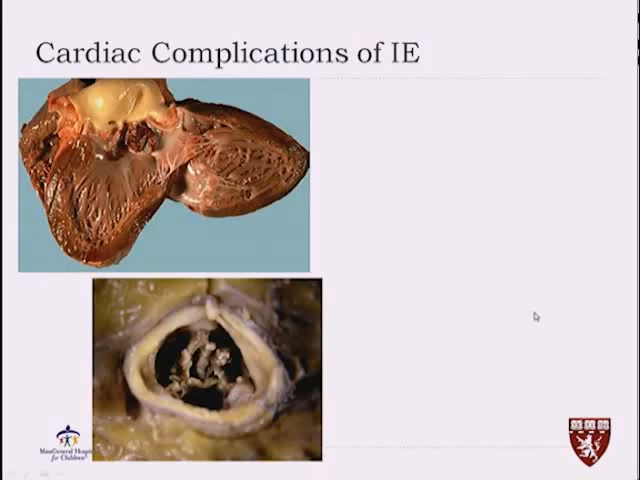 Cardiac Complications of IE
MassGeneral Hospital
for Children